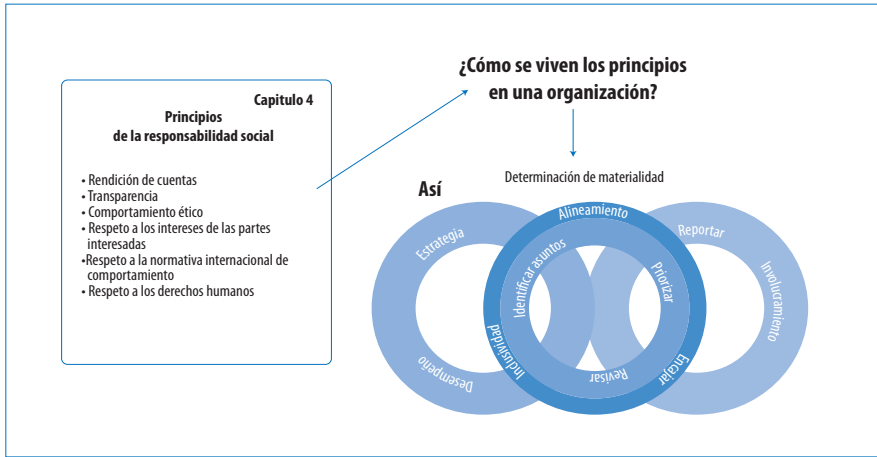 Capitulo 4
Principios
de la responsabilidad social
• Rendición de cuentas
• Transparencia
• Comportamiento ético
• Respeto a los intereses de las partes
interesadas
•Respeto a la normativa internacional de
comportamiento
• Respeto a los derechos humanos
¿Cómo se viven los principios
en una organización?
Determinación de materialidad
Así
Estrategia
Desempeño
Alineamiento
Inclusividad
Encajar
Identificar asuntos
Priorizar
Revisar
Reportar
Involucramiento